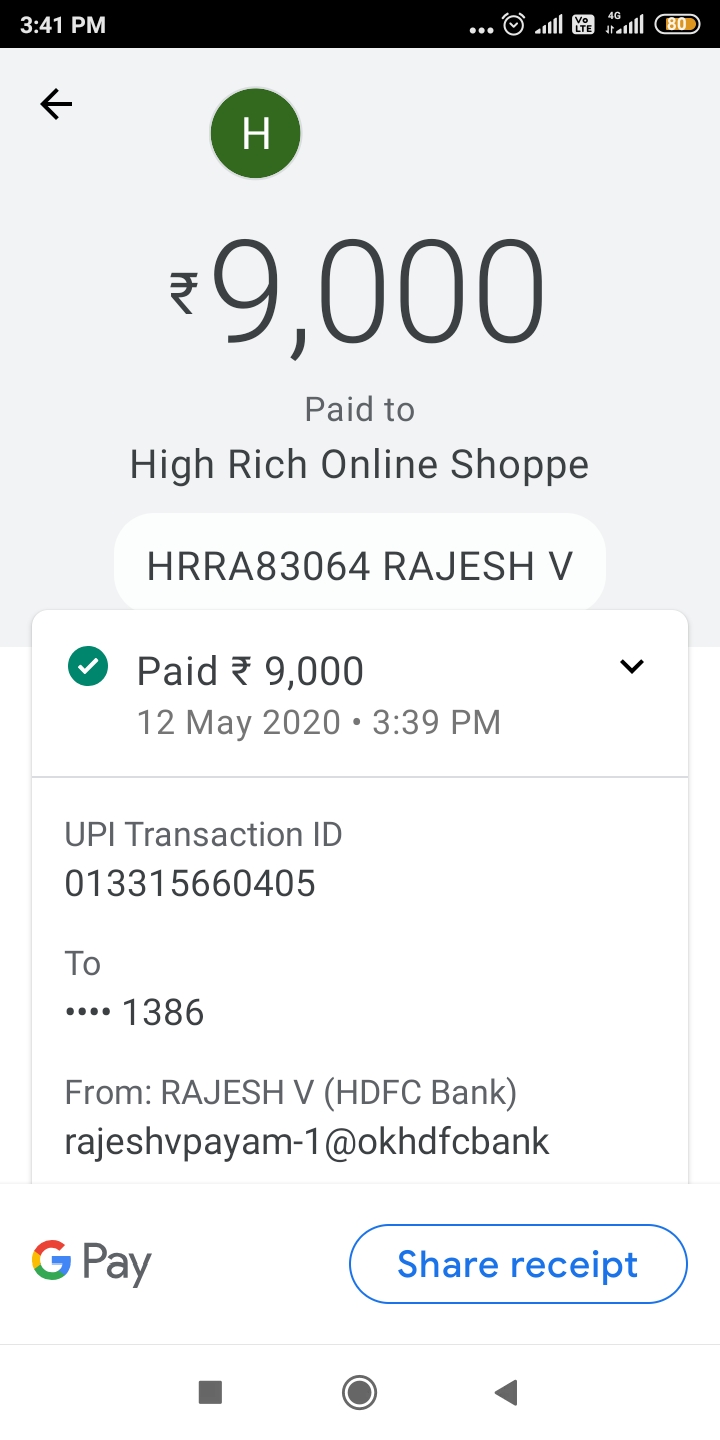 3:41 PM
Vo LTE 4G 80
H
₹9,000
Paid to
High Rich Online Shoppe
HRRA83064 RAJESH V
Paid ₹ 9,000
12 May 2020 • 3:39 PM
UPI Transaction ID
013315660405
To
•••• 1386
From: RAJESH V (HDFC Bank)
rajeshvpayam-1@okhdfcbank
G Pay
Share receipt